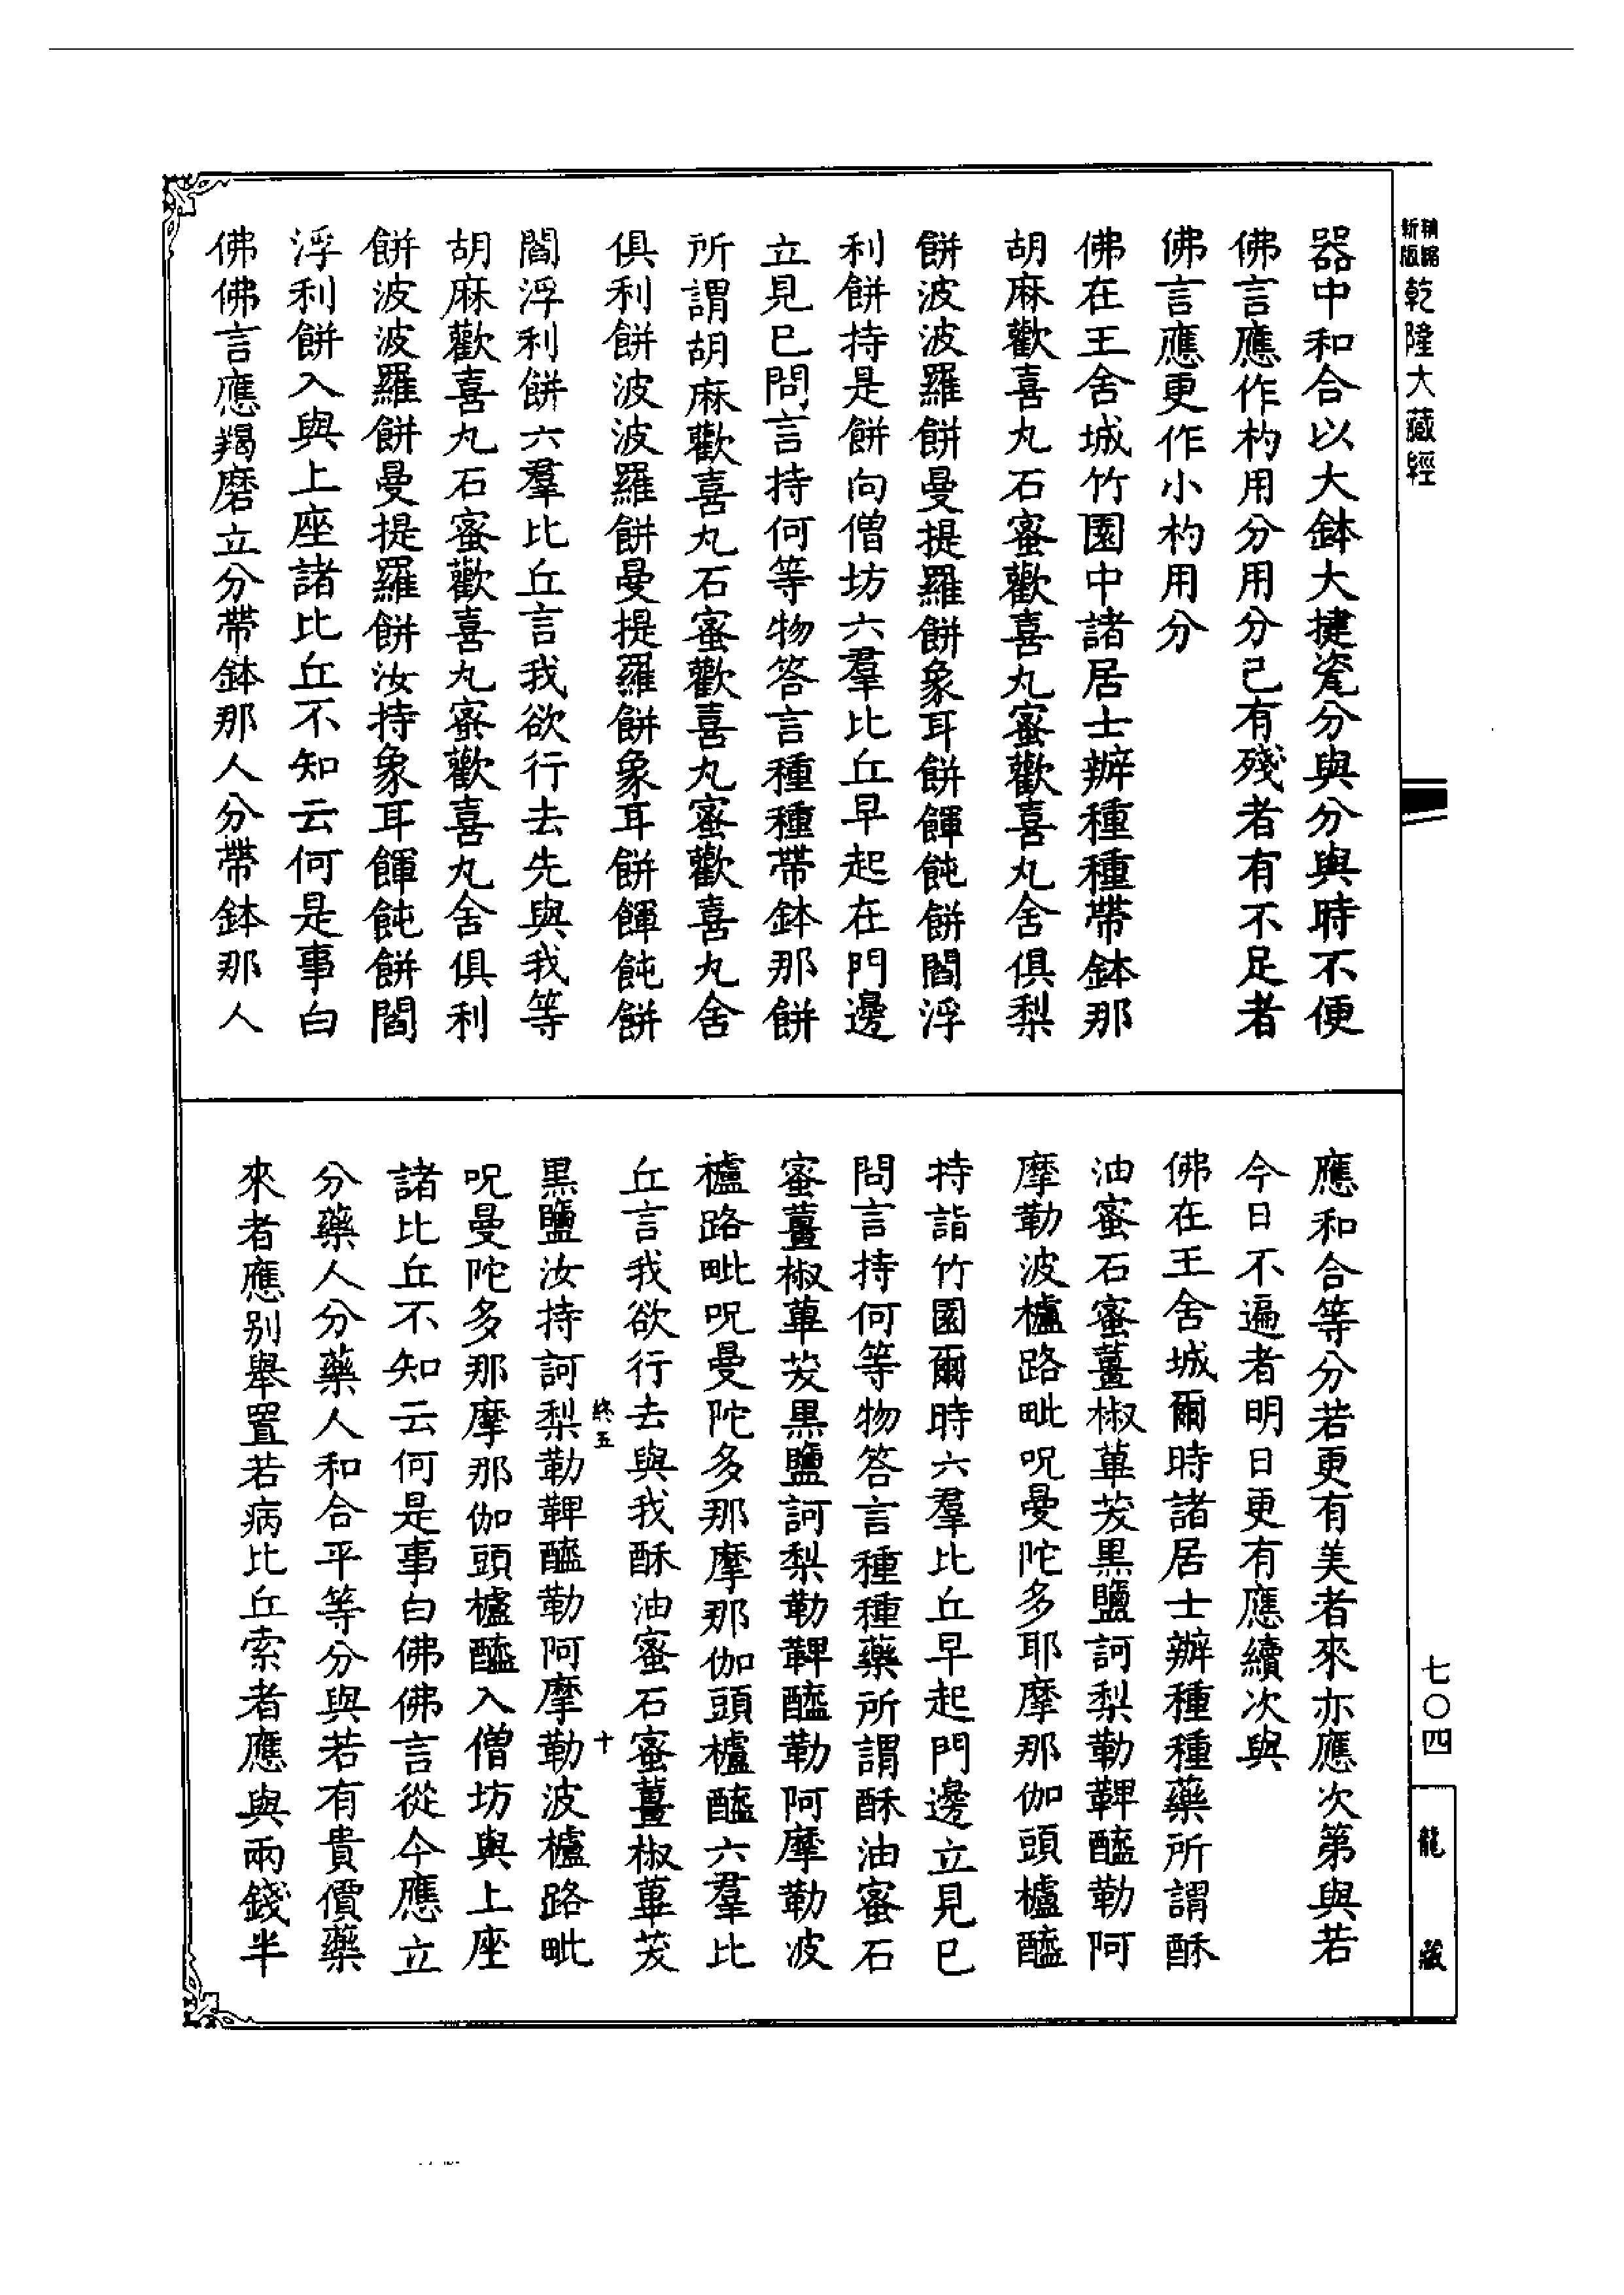 新版精縮乾隆大藏經
器中和合以大鉢大揵瓷分與分與時不便
佛言應作杓用分用分已有殘者有不足者
佛言應更作小杓用分
佛在王舍城竹園中諸居士辦種種帶鉢那
胡麻歡喜丸石蜜歡喜丸蜜歡喜丸舍俱梨
餅波波羅餅曼提羅餅象耳餅餫飩餅閻浮
利餅持是餅向僧坊六羣比丘早起在門邊
立見已問言持何等物答言種種帶鉢那餅
所謂胡麻歡喜丸石蜜歡喜丸蜜歡喜丸舍
俱利餅波波羅餅曼提羅餅象耳餅餫飩餅
閻浮利餅六羣比丘言我欲行去先與我等
胡麻歡喜丸石蜜歡喜丸蜜歡喜丸舍俱利
餅波波羅餅曼提羅餅汝持象耳餫飩餅閻
浮利餅入與上座諸比丘不知云何是事白
佛佛言應羯磨立分帶鉢那人分帶鉢那人
應和合等分若更有美者來亦應次第與若
今日不遍者明日更有應續次與
佛在王舍城爾時諸居士辦種種藥所謂酥
油蜜石蜜薑椒蓽茇黑鹽訶梨勒鞞醯勒阿
摩勒波櫨路毗呪曼陀多耶摩那伽頭櫨醯
持詣竹園爾時六羣比丘早起門邊立見已
問言持何等物答言種種藥所謂酥油蜜石
蜜薑椒蓽茇黑鹽訶梨勒鞞醯勒阿摩勒波
櫨路毗呪曼陀多那摩那伽頭櫨醯六羣比
丘言我欲行去與我酥油蜜石蜜薑椒蓽茇
終五 十
黑鹽汝持訶梨勒鞞醯勒阿摩勒波櫨路毗
呪曼陀多那摩那伽頭櫨醯入僧坊與上座
諸比丘不知云何是事白佛佛言從今應立
分藥人分藥人和合平等分與若有貴價藥
來者應别舉置若病比丘索者應與兩錢半
七〇四
龍藏